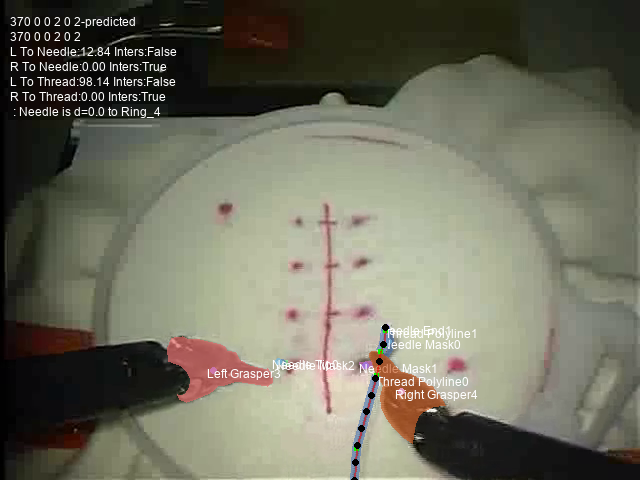 370 0 0 2 0 2-predicted
370 0 0 2 0 2
L To Needle:12.84 Inters:False
R To Needle:0.00 Inters:True
L To Thread:98.14 Inters:False
R To Thread:0.00 Inters:True
: Needle is d=0.0 to Ring_4
Needle End1
Thread Polyline1
Needle Mask0
Needle Mask2
Needle Mask1
Left Grasper3
Thread Polyline0
Right Grasper4